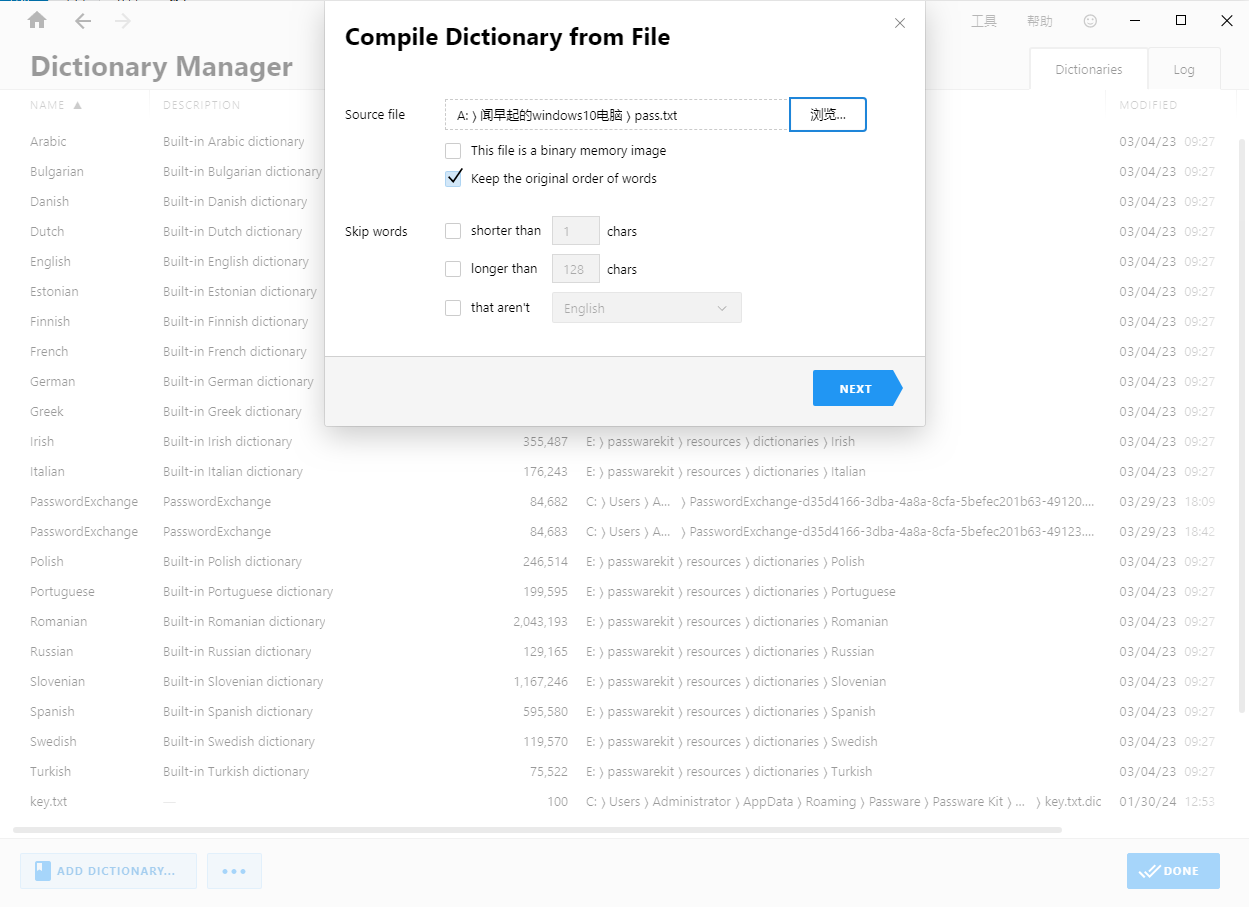 工具 帮助
Compile Dictionary from File
Dictionary Manager
Dictionaries Log
NAME ▲ DESCRIPTION MODIFIED
Source file A: ⟩ 闻早起的windows10电脑 ⟩ pass.txt 浏览...
This file is a binary memory image
Keep the original order of words
Skip words shorter than 1 chars
longer than 128 chars
that aren't English
NEXT
Arabic Built-in Arabic dictionary 03/04/23 09:27
Bulgarian Built-in Bulgarian dictionary 03/04/23 09:27
Danish Built-in Danish dictionary 03/04/23 09:27
Dutch Built-in Dutch dictionary 03/04/23 09:27
English Built-in English dictionary 03/04/23 09:27
Estonian Built-in Estonian dictionary 03/04/23 09:27
Finnish Built-in Finnish dictionary 03/04/23 09:27
French Built-in French dictionary 03/04/23 09:27
German Built-in German dictionary 03/04/23 09:27
Greek Built-in Greek dictionary 03/04/23 09:27
Irish Built-in Irish dictionary 355,487 E: ⟩ passwarekit ⟩ resources ⟩ dictionaries ⟩ Irish 03/04/23 09:27
Italian Built-in Italian dictionary 176,243 E: ⟩ passwarekit ⟩ resources ⟩ dictionaries ⟩ Italian 03/04/23 09:27
PasswordExchange PasswordExchange 84,682 C: ⟩ Users ⟩ A... ⟩ PasswordExchange-d35d4166-3dba-4a8a-8cfa-5befec201b63-49120.... 03/29/23 18:09
PasswordExchange PasswordExchange 84,683 C: ⟩ Users ⟩ A... ⟩ PasswordExchange-d35d4166-3dba-4a8a-8cfa-5befec201b63-49123.... 03/29/23 18:42
Polish Built-in Polish dictionary 246,514 E: ⟩ passwarekit ⟩ resources ⟩ dictionaries ⟩ Polish 03/04/23 09:27
Portuguese Built-in Portuguese dictionary 199,595 E: ⟩ passwarekit ⟩ resources ⟩ dictionaries ⟩ Portuguese 03/04/23 09:27
Romanian Built-in Romanian dictionary 2,043,193 E: ⟩ passwarekit ⟩ resources ⟩ dictionaries ⟩ Romanian 03/04/23 09:27
Russian Built-in Russian dictionary 129,165 E: ⟩ passwarekit ⟩ resources ⟩ dictionaries ⟩ Russian 03/04/23 09:27
Slovenian Built-in Slovenian dictionary 1,167,246 E: ⟩ passwarekit ⟩ resources ⟩ dictionaries ⟩ Slovenian 03/04/23 09:27
Spanish Built-in Spanish dictionary 595,580 E: ⟩ passwarekit ⟩ resources ⟩ dictionaries ⟩ Spanish 03/04/23 09:27
Swedish Built-in Swedish dictionary 119,570 E: ⟩ passwarekit ⟩ resources ⟩ dictionaries ⟩ Swedish 03/04/23 09:27
Turkish Built-in Turkish dictionary 75,522 E: ⟩ passwarekit ⟩ resources ⟩ dictionaries ⟩ Turkish 03/04/23 09:27
key.txt — 100 C: ⟩ Users ⟩ Administrator ⟩ AppData ⟩ Roaming ⟩ Passware ⟩ Passware Kit ⟩ ... ⟩ key.txt.dic 01/30/24 12:53
ADD DICTIONARY... ••• DONE